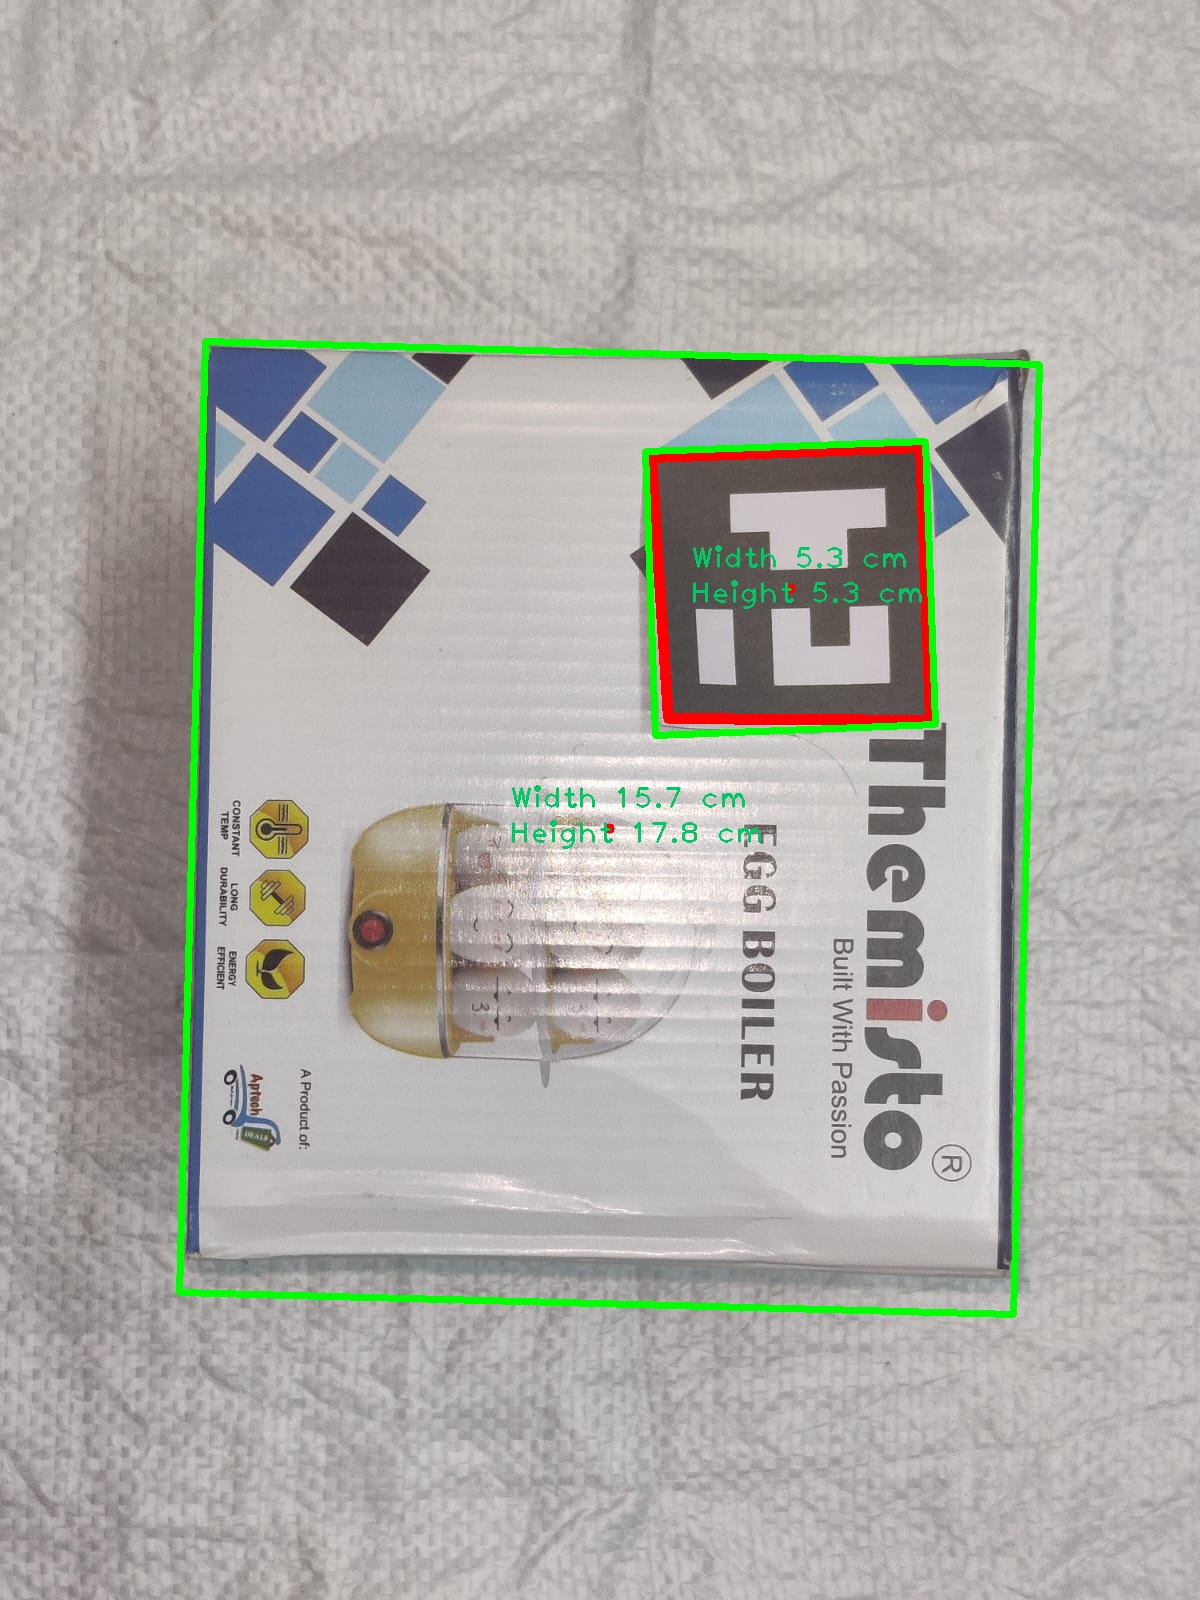 Width 5.3 cm
Height 5.3 cm
Width 15.7 cm
Height 17.8 cm
Themisto®
Built With Passion
EGG BOILER
CONSTANT
TEMP
LONG
DURABILITY
ENERGY
EFFICIENT
A Product of:
Aptech
DEALS